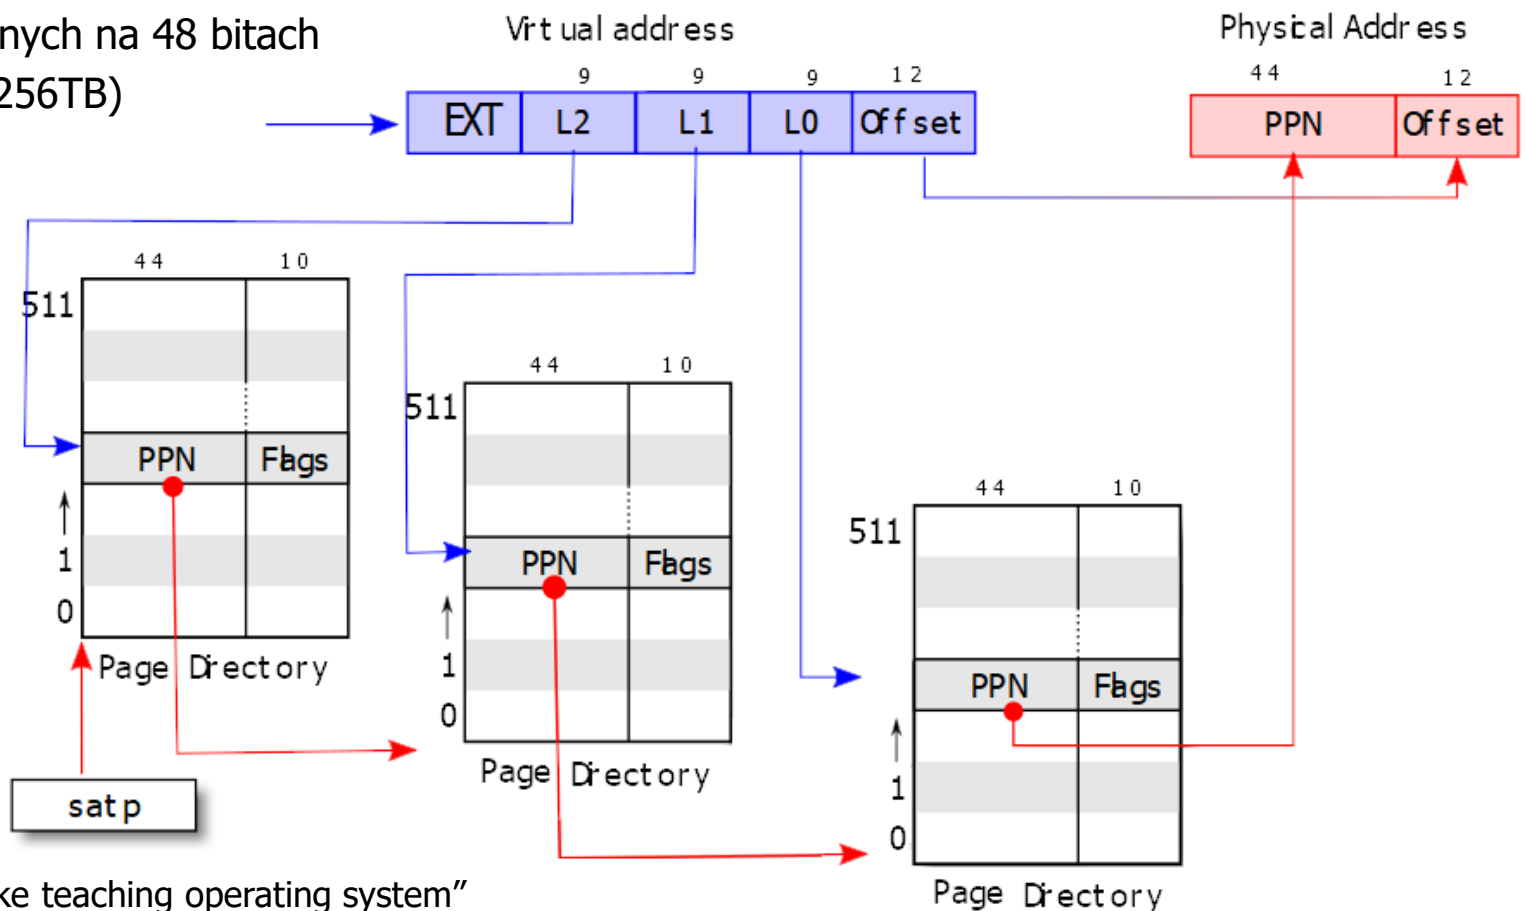 nych na 48 bitach
256TB)
Virtual address
9 9 9 12
EXT L2 L1 L0 Offset
Physical Address
44 12
PPN Offset
44 10
511
PPN Flags
1
0
Page Directory
satp
44 10
511
PPN Flags
1
0
Page Directory
44 10
511
PPN Flags
1
0
Page Directory
ke teaching operating system”